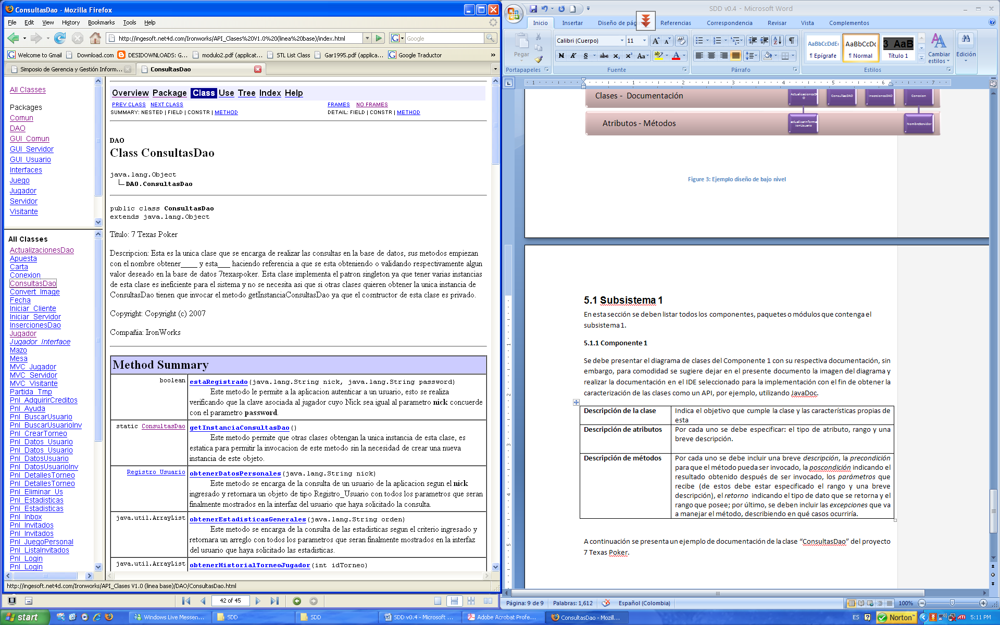 ConsultasDao - Mozilla Firefox
File Edit View History Bookmarks Tools Help
http://ingesoft.net4d.com/Ironworks/API_Clases%20V1.0%20(linea%20base)/index.html
Google
Welcome to Gmail Download.com DESIDOWNLOADS: G... modulo2.pdf (applicat... STL List Class Gar1995.pdf (applica... Google Traductor »
Simposio de Gerencia y Gestión Inform... ConsultasDao
All Classes
Packages
Comun
DAO
GUI_Comun
GUI_Servidor
GUI_Usuario
Interfaces
Juego
Jugador
Servidor
Visitante
All Classes
ActualizacionesDao
Apuesta
Carta
Conexion
ConsultasDao
Convert_Image
Fecha
Iniciar_Cliente
Iniciar_Servidor
InsercionesDao
Jugador
Jugador_Interface
Mazo
Mesa
MVC_Jugador
MVC_Servidor
MVC_Visitante
Partida_Tmp
Pnl_AdquirirCreditos
Pnl_Ayuda
Pnl_BuscarUsuario
Pnl_BuscarUsuarioInv
Pnl_CrearTorneo
Pnl_Datos_Usuario
Pnl_Datos_Usuario
Pnl_DatosUsuario
Pnl_DatosUsuarioInv
Pnl_DetallesTorneo
Pnl_DetallesTorneo
Pnl_Eliminar_Us
Pnl_Estadisticas
Pnl_Estadisticas
Pnl_Inbox
Pnl_Invitados
Pnl_Invitados
Pnl_JuegoPersonal
Pnl_ListaInvitados
Pnl_Login
Pnl_Login
Overview Package Class Use Tree Index Help
PREV CLASS NEXT CLASS FRAMES NO FRAMES
SUMMARY: NESTED | FIELD | CONSTR | METHOD DETAIL: FIELD | CONSTR | METHOD
DAO
Class ConsultasDao
java.lang.Object
DAO.ConsultasDao
public class ConsultasDao
extends java.lang.Object
Titulo: 7 Texas Poker
Descripcion: Esta es la unica clase que se encarga de realizar las consultas en la base de datos, sus metodos empiezan
con el nombre obtener____ y esta___ haciendo referencia a que se esta obteniendo o validando respectivamente algun
valor deseado en la base de datos 7texaspoker. Esta clase implementa el patron singleton ya que tener varias instancias
de esta clase es ineficiente para el sistema y no se necesita asi que si otras clases quieren obtener la unica instancia de
ConsultasDao tienen que invocar el metodo getInstanciaConsultasDao ya que el cosntructor de esta clase es privado.
Copyright: Copyright (c) 2007
Compañia: IronWorks
Method Summary
boolean estaRegistrado(java.lang.String nick, java.lang.String password)
Este metodo le permite a la aplicacion autenticar a un usuario, esto se realiza
verificando que la clave asociada al jugador cuyo Nick sea igual al parametro nick concuerde
con el parametro password.
static ConsultasDao getInstanciaConsultasDao()
Este metodo permite que otras clases obtengan la unica instancia de esta clase, es
estatica para permitir la invocacion de este metodo sin la necesidad de crear una nueva
instancia de este objeto.
Registro_Usuario obtenerDatosPersonales(java.lang.String nick)
Este metodo se encarga de la consulta de un usuario de la aplicacion segun el nick
ingresado y retornara un objeto de tipo Registro_Usuario con todos los parametros que seran
finalmente mostrados en la interfaz del usuario que haya solicitado la consulta.
java.util.ArrayList obtenerEstadisticasGenerales(java.lang.String orden)
Este metodo se encarga de la consulta de las estadisticas segun el criterio ingresado y
retornara un arreglo con todos los parametros que seran finalmente mostrados en la interfaz
del usuario que haya solicitado las estadisticas.
java.util.ArrayList obtenerHistorialTorneoJugador(int idTorneo)
http://ingesoft.net4d.com/Ironworks/API_Clases V1.0 (linea base)/DAO/ConsultasDao.html
42 of 45
SDD v0.4 - Microsoft Word
Inicio Insertar Diseño de pág Referencias Correspondencia Revisar Vista Complementos
Pegar
Calibri (Cuerpo) 11
N K S abc x₂ x² Aa
AaBbCcDdE AaBbCcDc 3 AaB
¶ Epígrafe ¶ Normal Título 1
Cambiar estilos Edición
Portapapeles Fuente Párrafo Estilos
1 1 2 3 4 5 6 7
Clases - Documentación
ActualizacionesDAO ConsultasDAO InsercionesDAO Conexion
Atributos - Métodos
actualizarInformacionUsuario NombreServidor
Figure 3: Ejemplo diseño de bajo nivel
5.1 Subsistema 1
En esta sección se deben listar todos los componentes, paquetes o módulos que contenga el
subsistema 1.
5.1.1 Componente 1
Se debe presentar el diagrama de clases del Componente 1 con su respectiva documentación, sin
embargo, para comodidad se sugiere dejar en el presente documento la imagen del diagrama y
realizar la documentación en el IDE seleccionado para la implementación con el fin de obtener la
caracterización de las clases como un API, por ejemplo, utilizando JavaDoc.
Descripción de la clase Indica el objetivo que cumple la clase y las características propias de
esta
Descripción de atributos Por cada uno se debe especificar: el tipo de atributo, rango y una
breve descripción.
Descripción de métodos Por cada uno se debe incluir una breve descripción, la precondición
para que el método pueda ser invocado, la poscondición indicando el
resultado obtenido después de ser invocado, los parámetros que
recibe (de estos debe estar especificado el rango y una breve
descripción), el retorno indicando el tipo de dato que se retorna y el
rango que posee; por último, se deben incluir las excepciones que va
a manejar el método, describiendo en qué casos ocurriría.
A continuación se presenta un ejemplo de documentación de la clase “ConsultasDao” del proyecto
7 Texas Poker.
1
2
3
4
5
Página: 9 de 9 Palabras: 1,612 Español (Colombia) 100%
start Windows Live Messen... SDD SDD SDD v0.4 - Microsoft ... Adobe Acrobat Profe... ConsultasDao - Mozill... ES Norton 5:11 PM